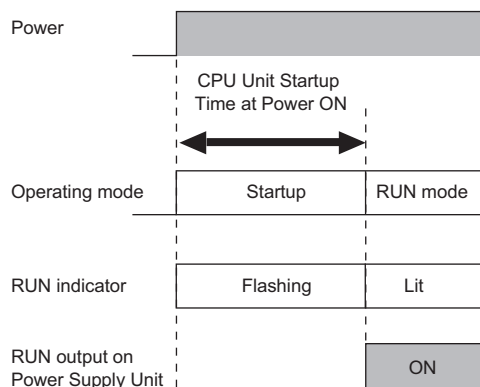 Power
CPU Unit Startup
Time at Power ON
Operating mode
Startup
RUN mode
RUN indicator
Flashing
Lit
RUN output on
Power Supply Unit
ON